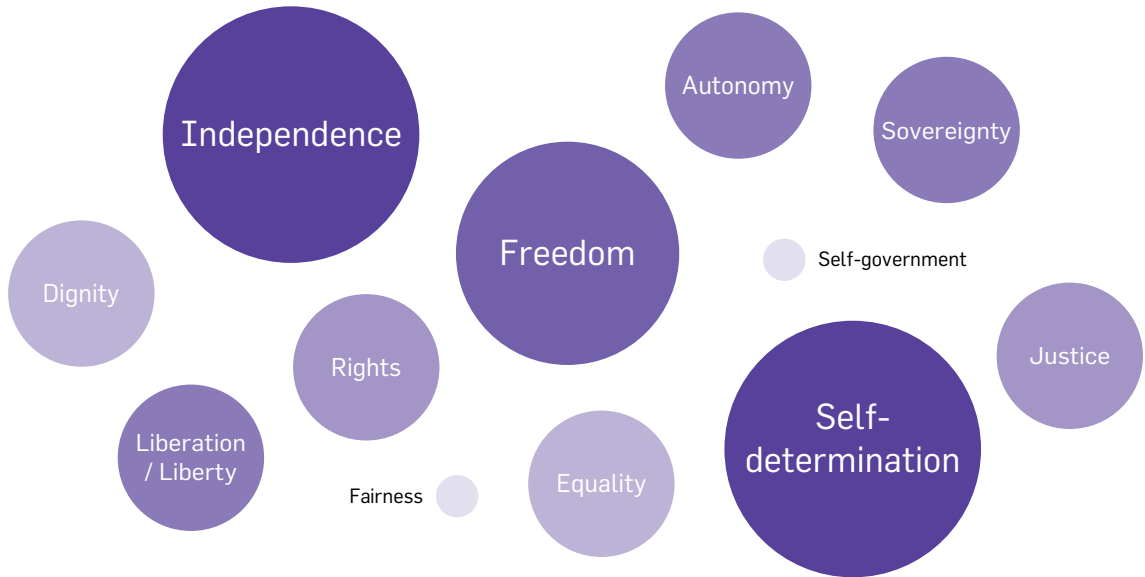 Autonomy
Independence
Sovereignty
Freedom
Self-government
Dignity
Rights
Justice
Self-
determination
Liberation
/ Liberty
Equality
Fairness